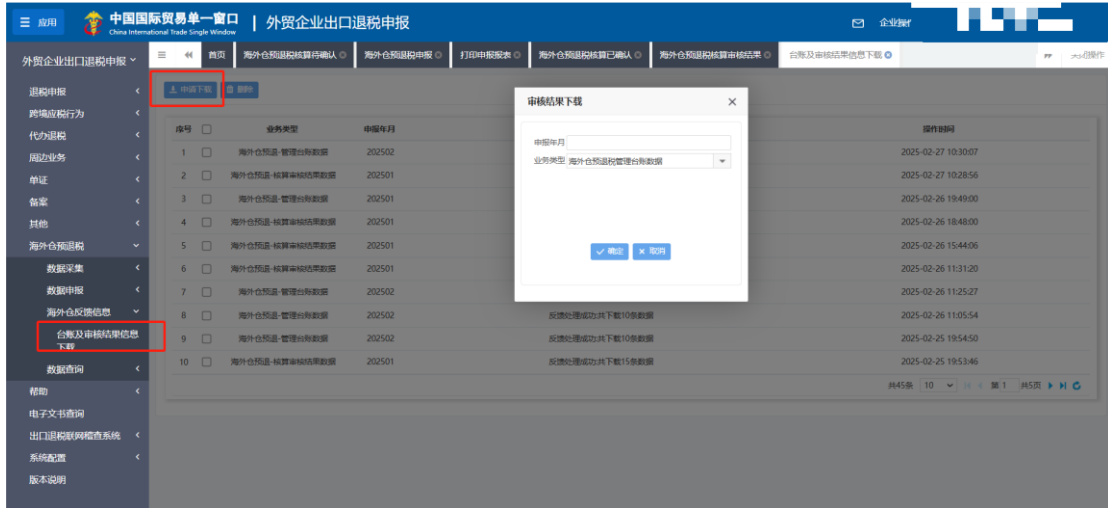 应用
中国国际贸易单一窗口 | 外贸企业出口退税申报
China International Trade Single Window
外贸企业出口退税申报
首页 海外仓预退税核算待确认 海外仓预退税申报 打印申报报表 海外仓预退税核算已确认 海外仓预退税核算审核结果 台账及审核结果信息下载
退税申报
跨境应税行为
代办退税
周边业务
单证
备案
其他
海外仓预退税
数据采集
数据申报
海外仓反馈信息
台账及审核结果信息
下载
数据查询
帮助
电子文书查询
出口退税联网稽查系统
系统配置
版本说明
申请下载 删除
序号 业务类型 申报年月 操作时间
1 海外仓预退-管理台账数据 202502 2025-02-27 10:30:07
2 海外仓预退-核算审核结果数据 202501 2025-02-27 10:28:56
3 海外仓预退-管理台账数据 202501 2025-02-26 19:49:00
4 海外仓预退-核算审核结果数据 202501 2025-02-26 18:48:00
5 海外仓预退-核算审核结果数据 202501 2025-02-26 15:44:06
6 海外仓预退-核算审核结果数据 202501 2025-02-26 11:31:20
7 海外仓预退-管理台账数据 202502 2025-02-26 11:25:27
8 海外仓预退-管理台账数据 202502 反馈处理成功;共下载10条数据 2025-02-26 11:05:54
9 海外仓预退-管理台账数据 202502 反馈处理成功;共下载10条数据 2025-02-25 19:54:50
10 海外仓预退-核算审核结果数据 202501 反馈处理成功;共下载15条数据 2025-02-25 19:53:46
共45条 10 第 1 共5页
审核结果下载
申报年月
业务类型 海外仓预退税管理台账数据
确定 取消